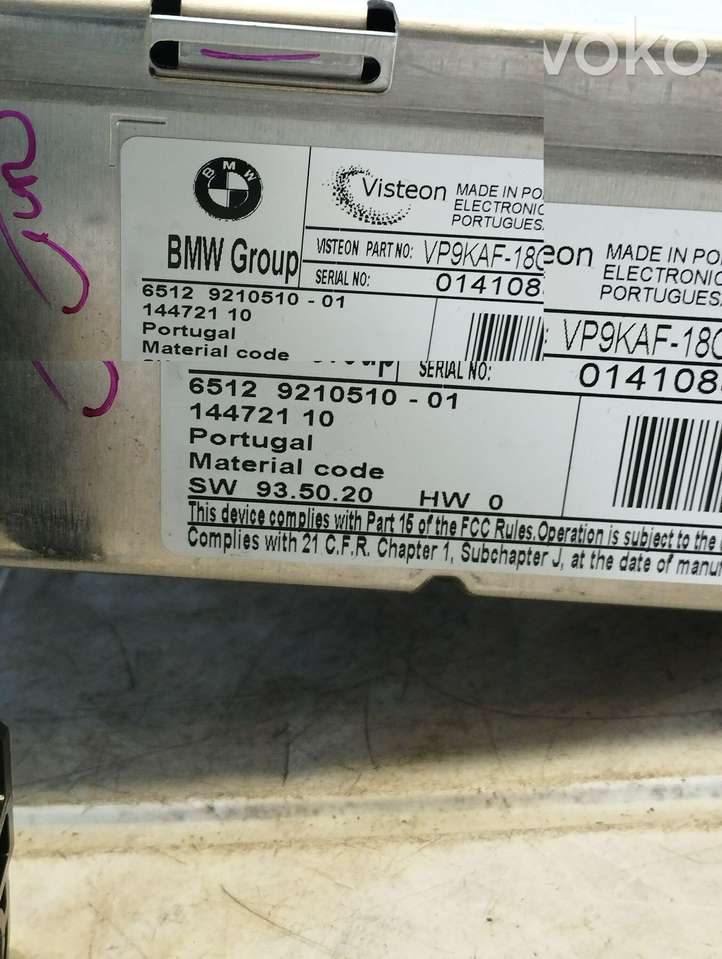 voko
BMW
Visteon
MADE IN PO
ELECTRONIC
PORTUGUES
BMW Group
VISTEON PART NO: VP9KAF-18C
SERIAL NO: 014108
6512 9210510-01
144721 10
Portugal
Material code
eon
MADE IN PO
ELECTRONIC
PORTUGUES
VP9KAF-18C
Group
SERIAL NO: 014108
6512 9210510-01
144721 10
Portugal
Material code
SW 93.50.20 HW 0
This device complies with Part 15 of the FCC Rules. Operation is subject to the
Complies with 21 C.F.R. Chapter 1, Subchapter J, at the date of manu